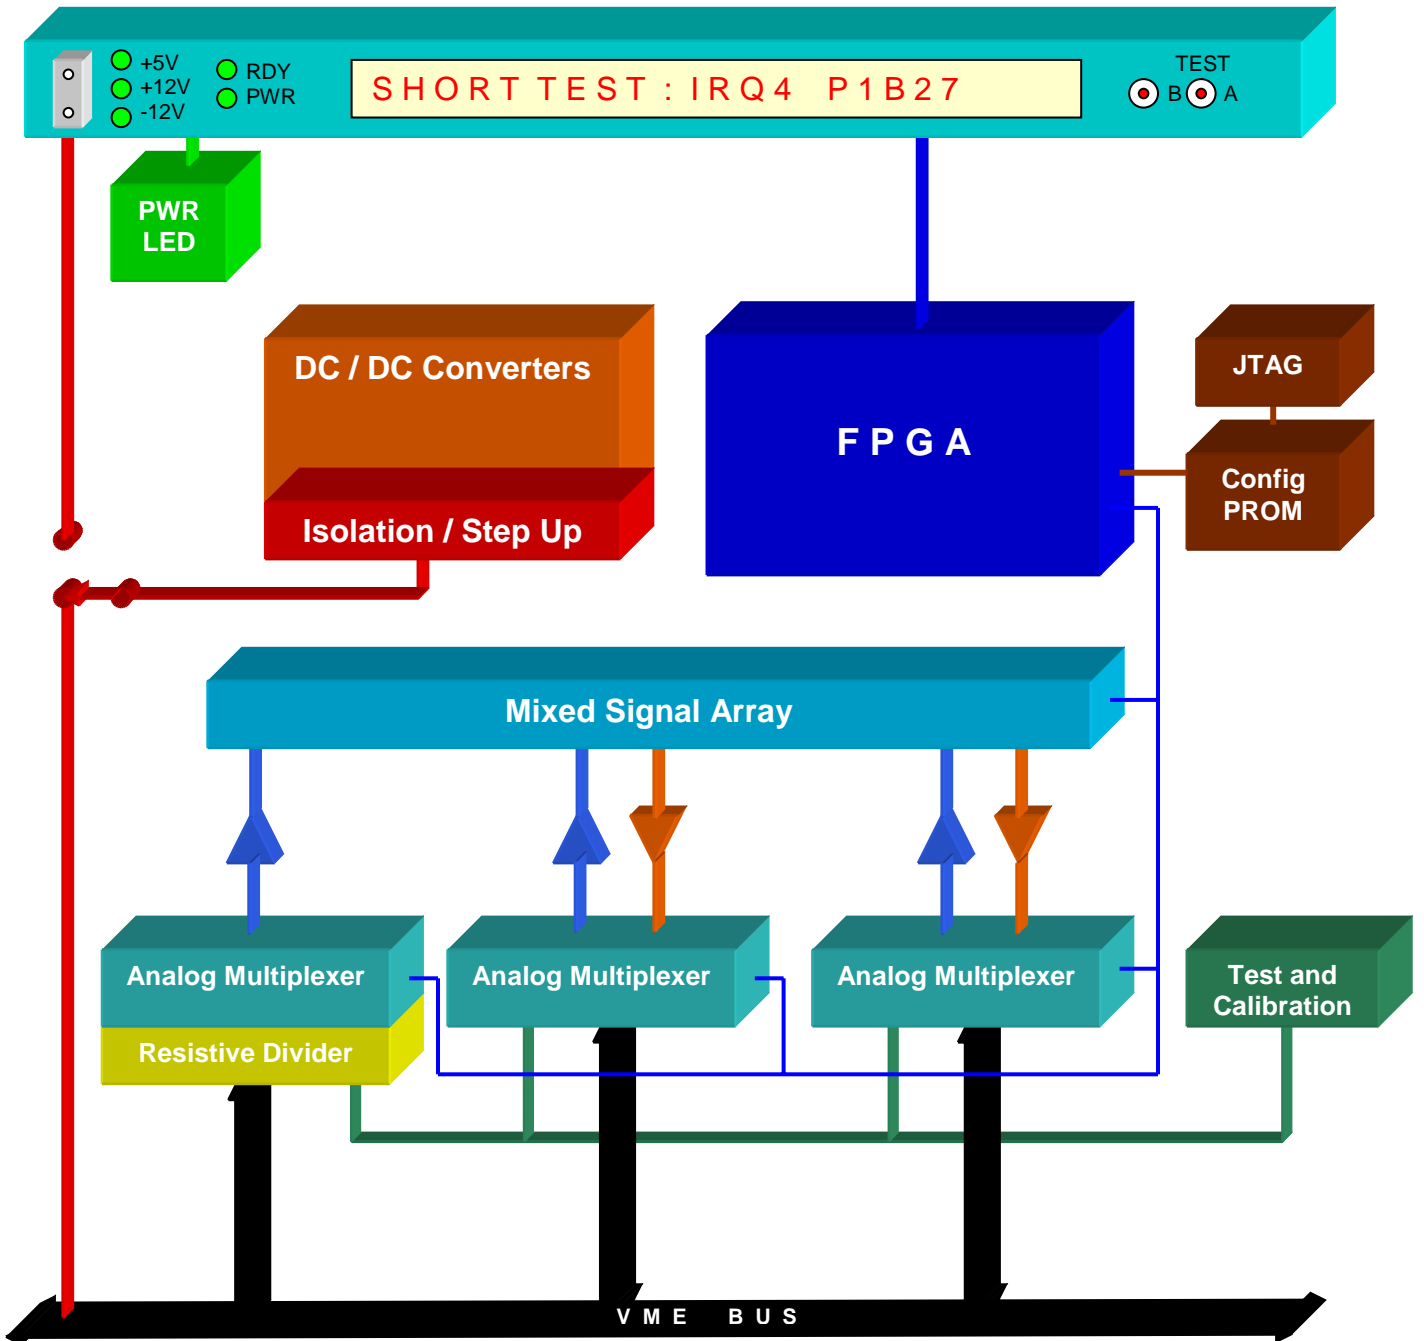 +5V
+12V
-12V
RDY
PWR
SHORT TEST : IRQ4 P1B27
TEST
B A
PWR
LED
DC / DC Converters
Isolation / Step Up
FPGA
JTAG
Config
PROM
Mixed Signal Array
Analog Multiplexer
Resistive Divider
Analog Multiplexer
Analog Multiplexer
Test and
Calibration
VME BUS